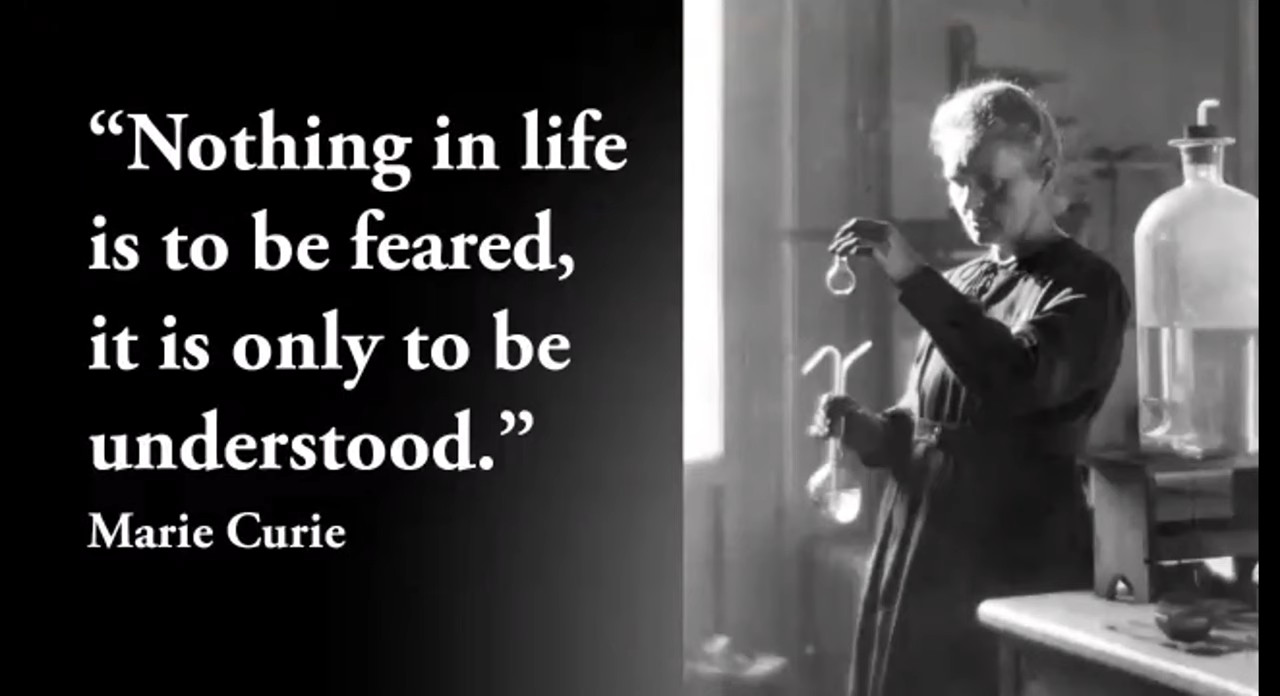 “Nothing in life
is to be feared,
it is only to be
understood.”
Marie Curie